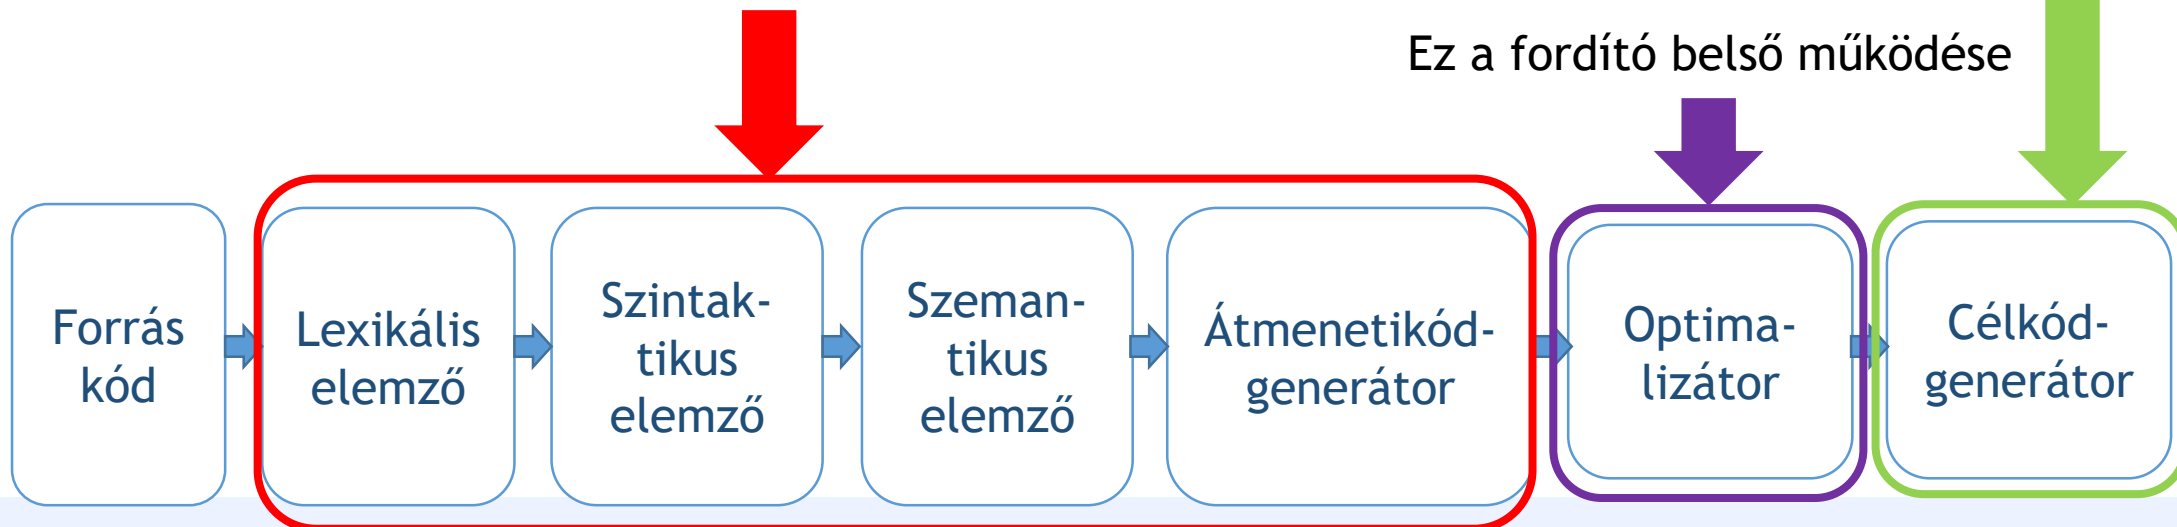 Ez a fordító belső működése
Forrás
kód
Lexikális
elemző
Szintak-
tikus
elemző
Szeman-
tikus
elemző
Átmenetikód-
generátor
Optima-
lizátor
Célkód-
generátor